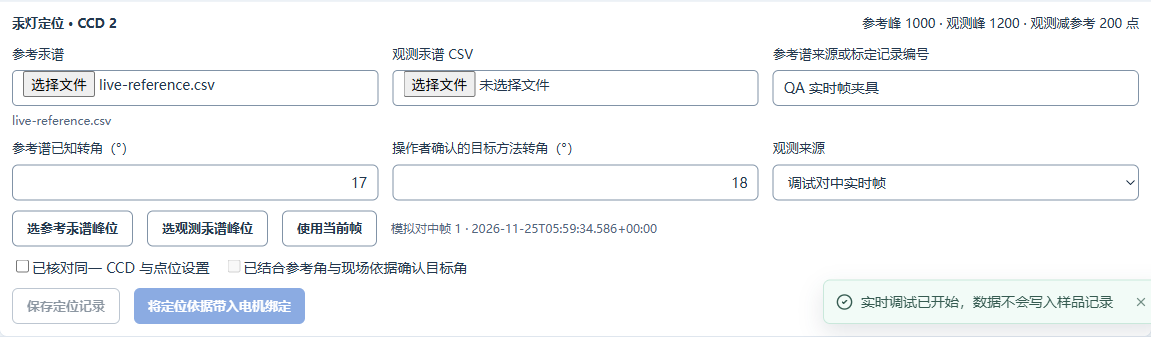 汞灯定位 • CCD 2 参考峰 1000 · 观测峰 1200 · 观测减参考 200 点
参考汞谱 观测汞谱 CSV 参考谱来源或标定记录编号
选择文件 live-reference.csv 选择文件 未选择文件 QA 实时帧夹具
live-reference.csv
参考谱已知转角（°） 操作者确认的目标方法转角（°） 观测来源
17 18 调试对中实时帧
选参考汞谱峰位 选观测汞谱峰位 使用当前帧 模拟对中帧 1 · 2026-11-25T05:59:34.586+00:00
已核对同一 CCD 与点位设置 已结合参考角与现场依据确认目标角
保存定位记录 将定位依据带入电机绑定 实时调试已开始，数据不会写入样品记录